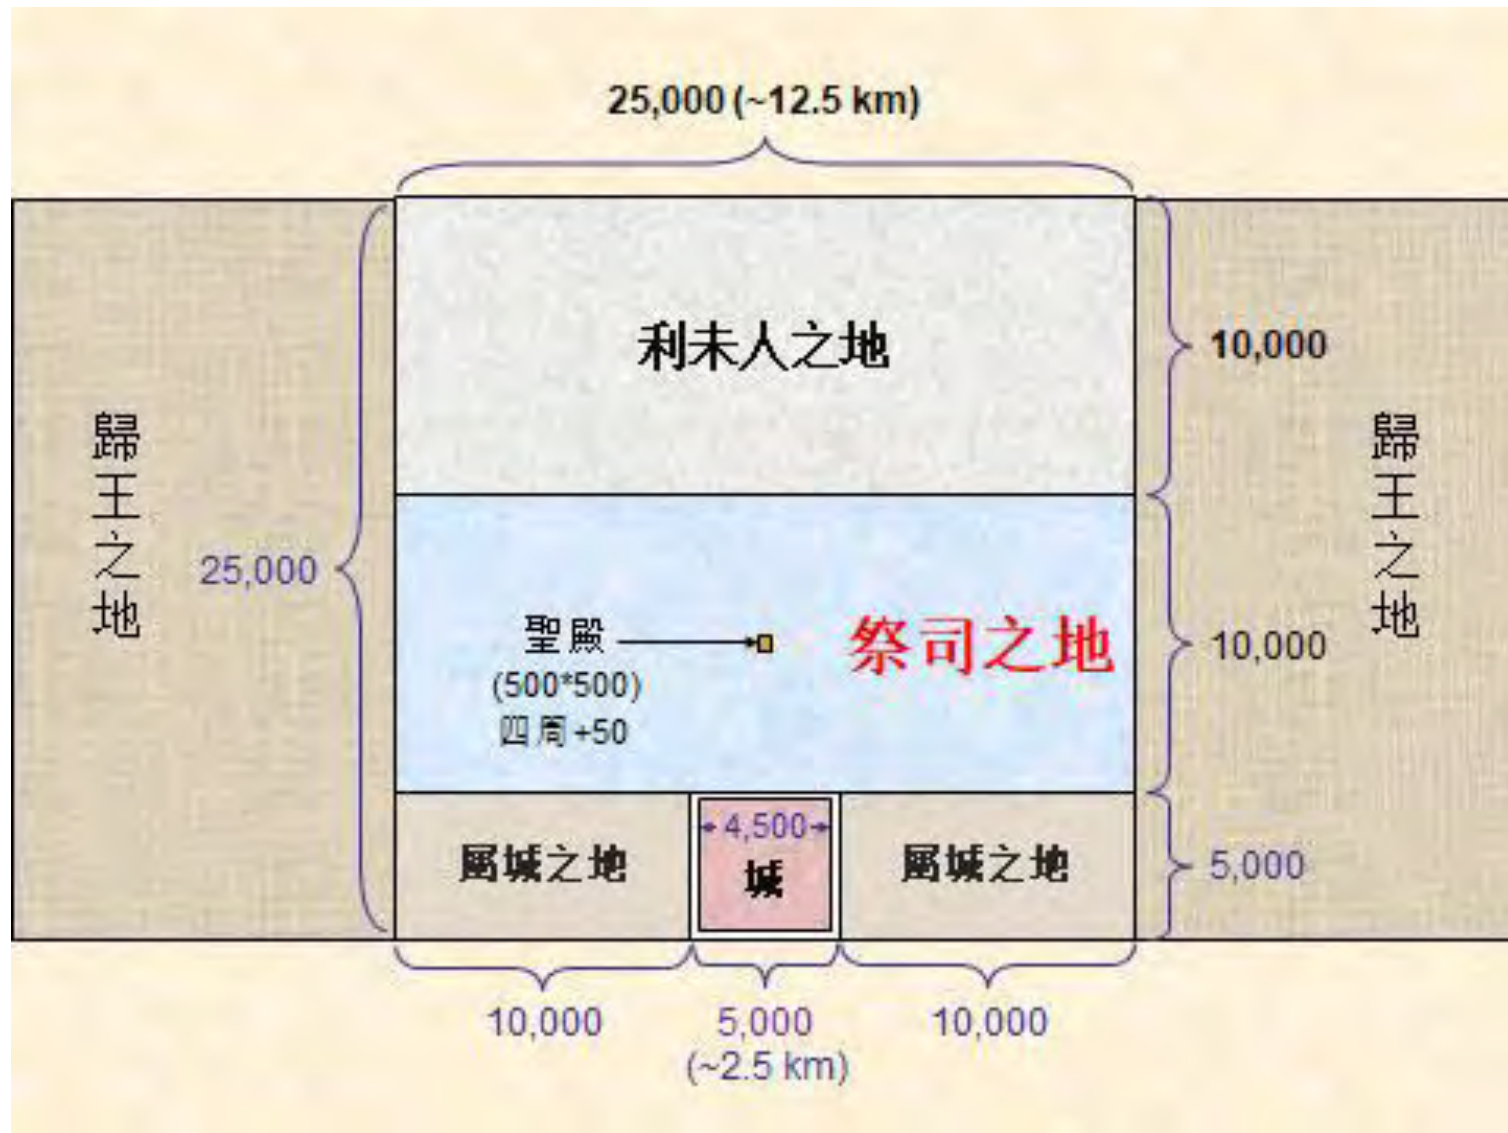 25,000 (~12.5 km)
利未人之地
10,000
歸王之地
25,000
歸王之地
聖殿
(500*500)
四周+50
祭司之地
10,000
屬城之地
4,500
城
屬城之地
5,000
10,000
5,000
(~2.5 km)
10,000